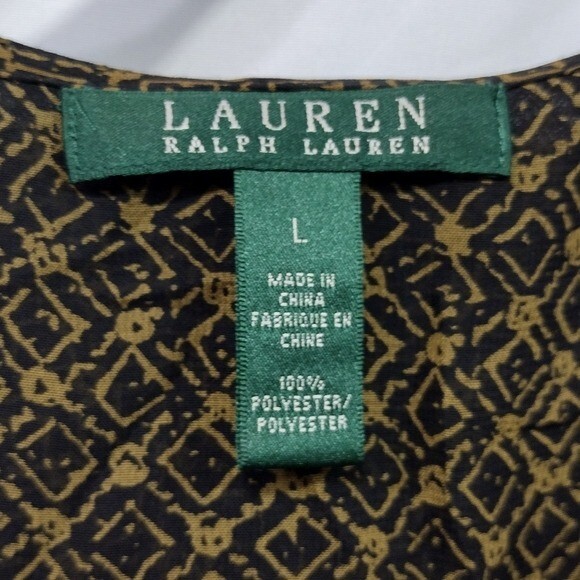 LAUREN
RALPH LAUREN
L
MADE IN
CHINA
FABRIQUE EN
CHINE
100%
POLYESTER/
POLYESTER